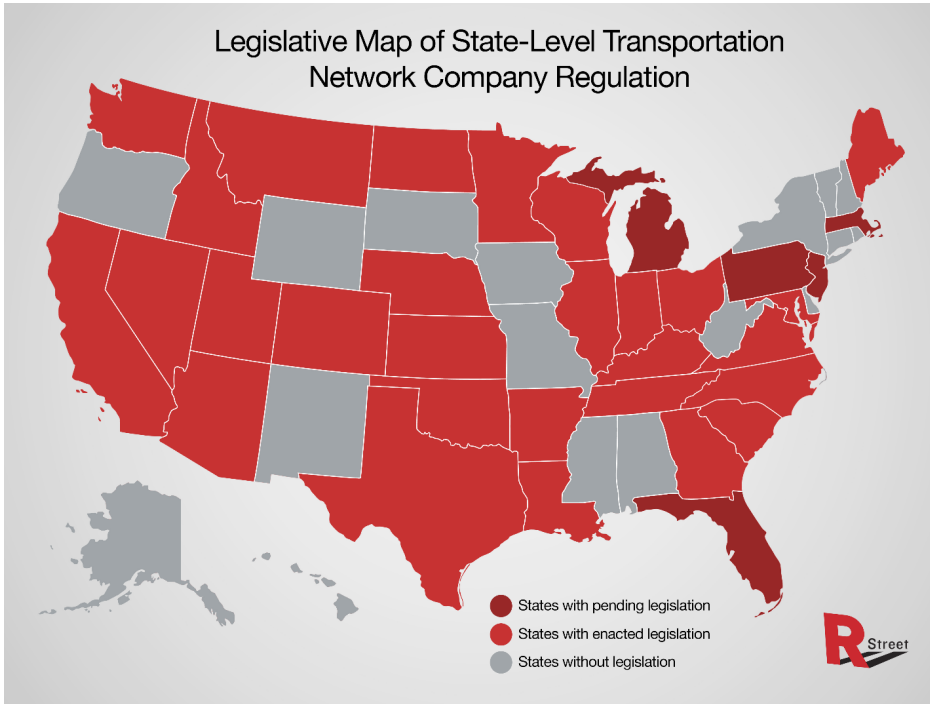 Legislative Map of State-Level Transportation
Network Company Regulation
States with pending legislation
States with enacted legislation
States without legislation
R Street